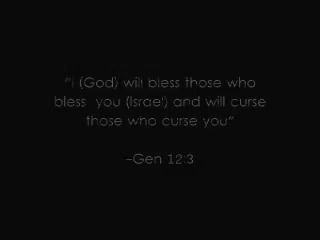 "I (God) will bless those who
bless you (Israel) and will curse
those who curse you"
-Gen 12:3